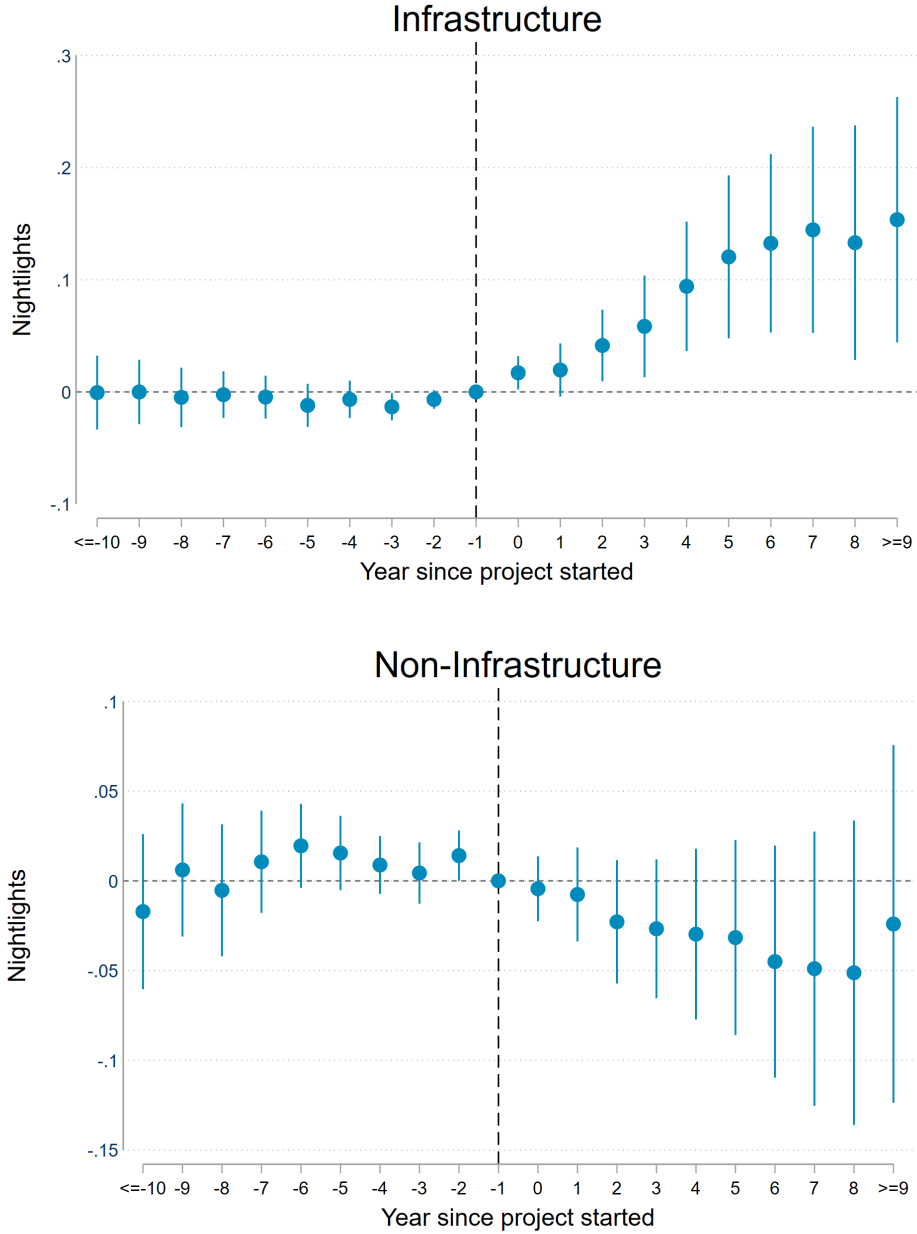 Infrastructure
.3
.2
.1
0
-.1
Nightlights
<=-10 -9 -8 -7 -6 -5 -4 -3 -2 -1 0 1 2 3 4 5 6 7 8 >=9
Year since project started
Non-Infrastructure
.1
.05
0
-.05
-.1
-.15
Nightlights
<=-10 -9 -8 -7 -6 -5 -4 -3 -2 -1 0 1 2 3 4 5 6 7 8 >=9
Year since project started